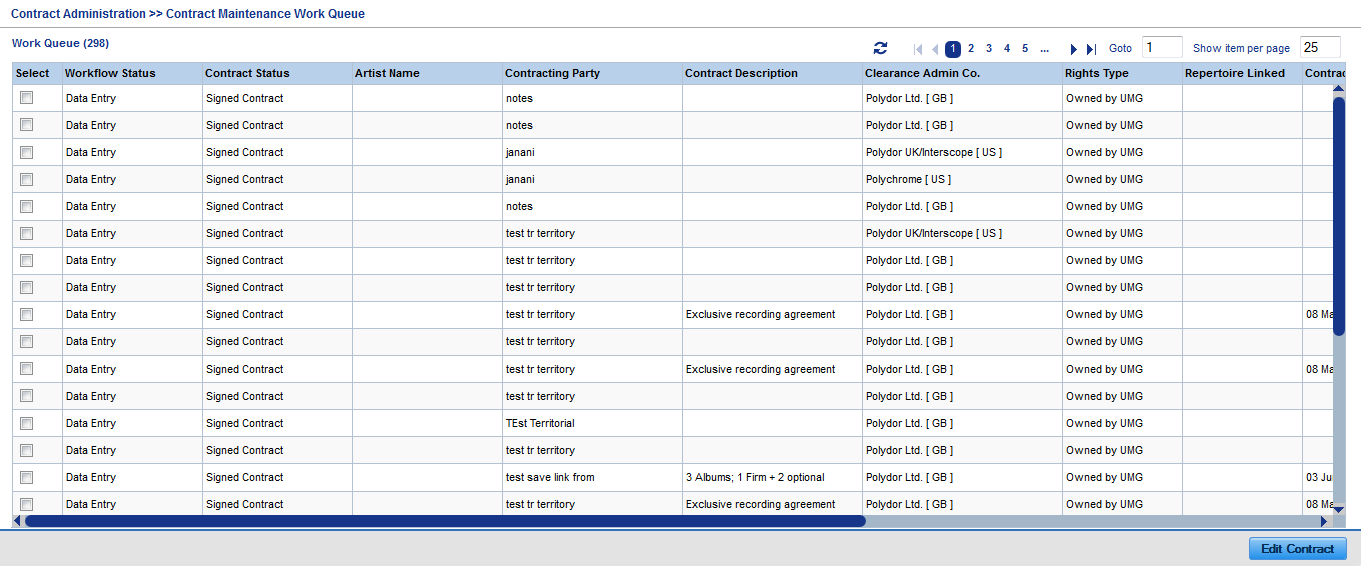 Contract Administration >> Contract Maintenance Work Queue
Work Queue (298) 1 2 3 4 5 ... Goto 1 Show item per page 25
Select Workflow Status Contract Status Artist Name Contracting Party Contract Description Clearance Admin Co. Rights Type Repertoire Linked Contrac
Data Entry Signed Contract notes Polydor Ltd. [ GB ] Owned by UMG
Data Entry Signed Contract notes Polydor Ltd. [ GB ] Owned by UMG
Data Entry Signed Contract janani Polydor UK/Interscope [ US ] Owned by UMG
Data Entry Signed Contract janani Polychrome [ US ] Owned by UMG
Data Entry Signed Contract notes Polydor Ltd. [ GB ] Owned by UMG
Data Entry Signed Contract test tr territory Polydor UK/Interscope [ US ] Owned by UMG
Data Entry Signed Contract test tr territory Polydor Ltd. [ GB ] Owned by UMG
Data Entry Signed Contract test tr territory Polydor Ltd. [ GB ] Owned by UMG
Data Entry Signed Contract test tr territory Exclusive recording agreement Polydor Ltd. [ GB ] Owned by UMG 08 Ma
Data Entry Signed Contract test tr territory Polydor Ltd. [ GB ] Owned by UMG
Data Entry Signed Contract test tr territory Exclusive recording agreement Polydor Ltd. [ GB ] Owned by UMG 08 Ma
Data Entry Signed Contract test tr territory Polydor Ltd. [ GB ] Owned by UMG
Data Entry Signed Contract TEst Territorial Polydor Ltd. [ GB ] Owned by UMG
Data Entry Signed Contract test tr territory Polydor Ltd. [ GB ] Owned by UMG
Data Entry Signed Contract test save link from 3 Albums; 1 Firm + 2 optional Polydor Ltd. [ GB ] Owned by UMG 03 Ju
Data Entry Signed Contract test tr territory Exclusive recording agreement Polydor Ltd. [ GB ] Owned by UMG 08 Ma
Edit Contract